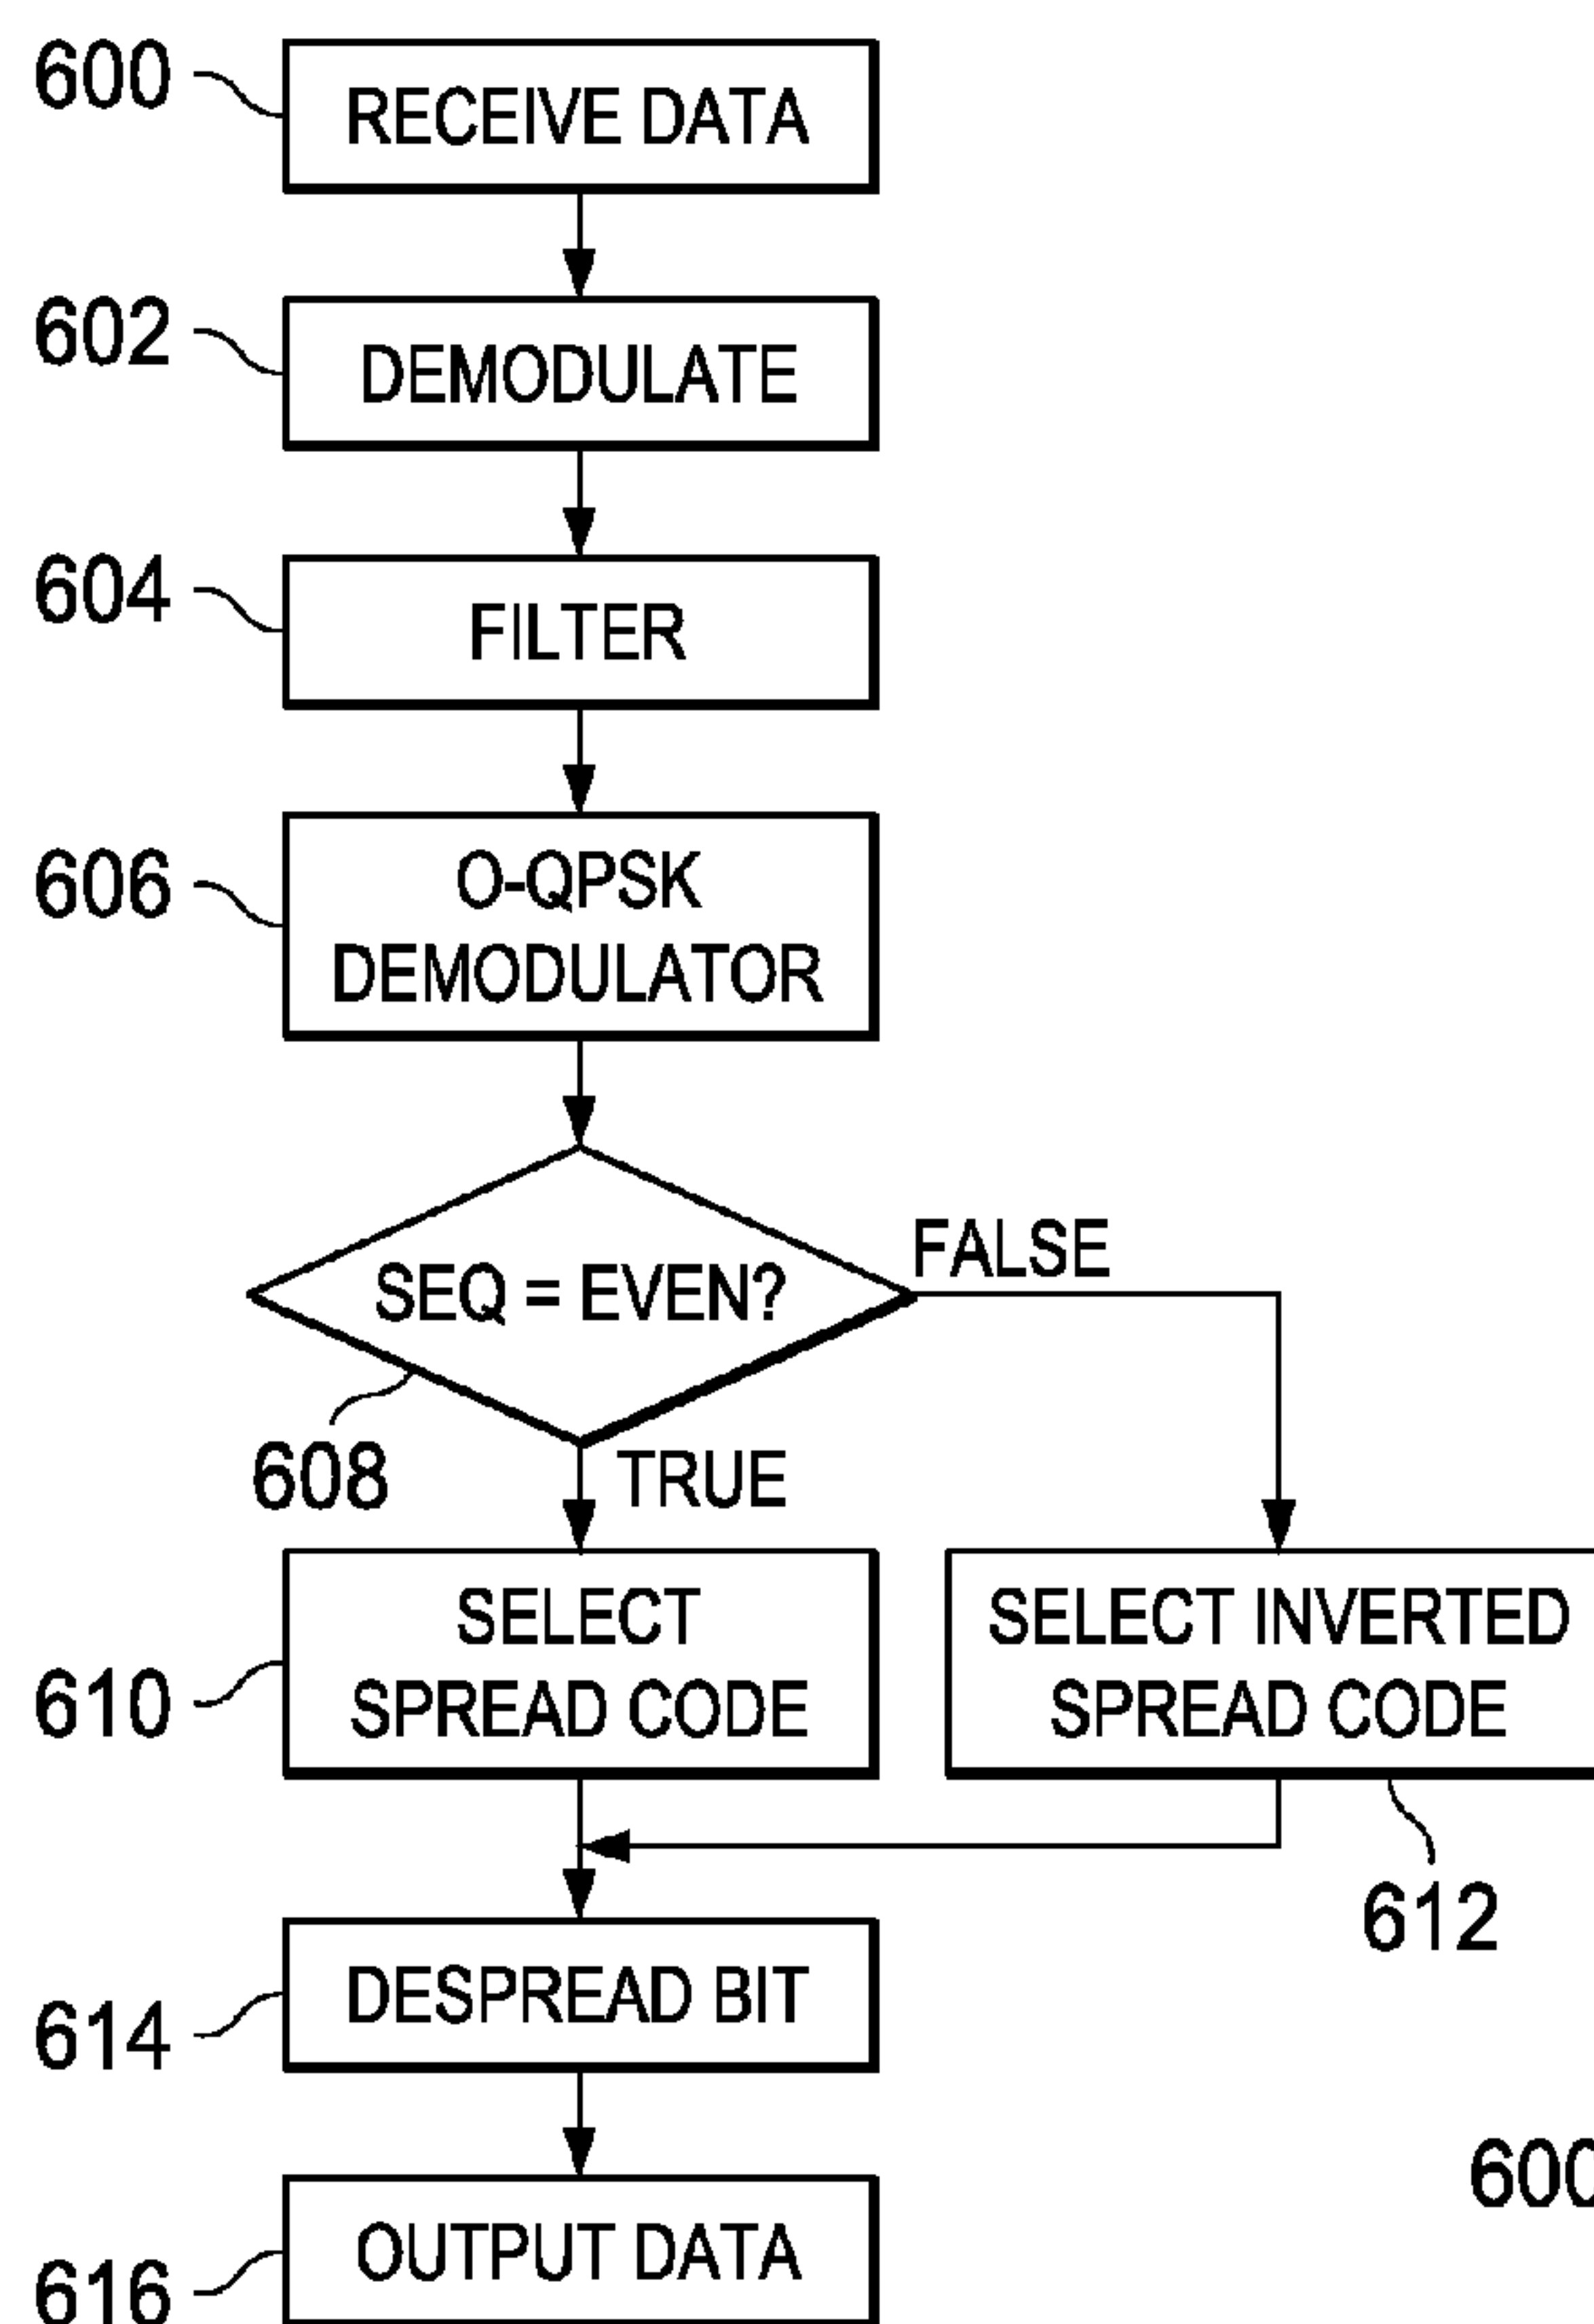 600
RECEIVE DATA
602
DEMODULATE
604
FILTER
606
O-QPSK
DEMODULATOR
SEQ = EVEN?
FALSE
608
TRUE
610
SELECT
SPREAD CODE
SELECT INVERTED
SPREAD CODE
612
614
DESPREAD BIT
600
616
OUTPUT DATA